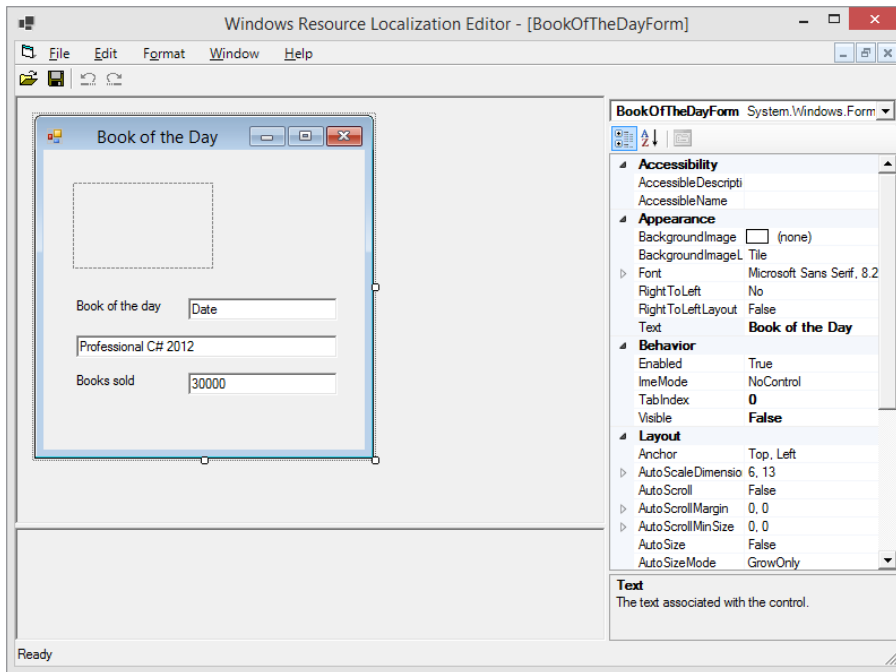 Windows Resource Localization Editor - [BookOfTheDayForm]
File Edit Format Window Help
Book of the Day
Book of the day Date
Professional C# 2012
Books sold 30000
BookOfTheDayForm System.Windows.Form
Accessibility
AccessibleDescripti
AccessibleName
Appearance
BackgroundImage (none)
BackgroundImageL Tile
Font Microsoft Sans Serif, 8.2
RightToLeft No
RightToLeftLayout False
Text Book of the Day
Behavior
Enabled True
ImeMode NoControl
TabIndex 0
Visible False
Layout
Anchor Top, Left
AutoScaleDimensio 6, 13
AutoScroll False
AutoScrollMargin 0, 0
AutoScrollMinSize 0, 0
AutoSize False
AutoSizeMode GrowOnly
Text
The text associated with the control.
Ready